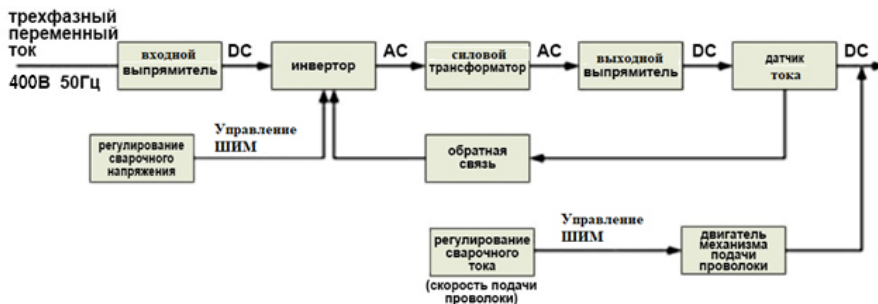 трехфазный
переменный
ток
400В 50Гц
входной
выпрямитель
DC
инвертор
AC
силовой
трансформатор
AC
выходной
выпрямитель
DC
датчик
тока
DC
регулирование
сварочного
напряжения
Управление
ШИМ
обратная
связь
регулирование
сварочного
тока
(скорость подачи
проволоки)
Управление
ШИМ
двигатель
механизма
подачи
проволоки